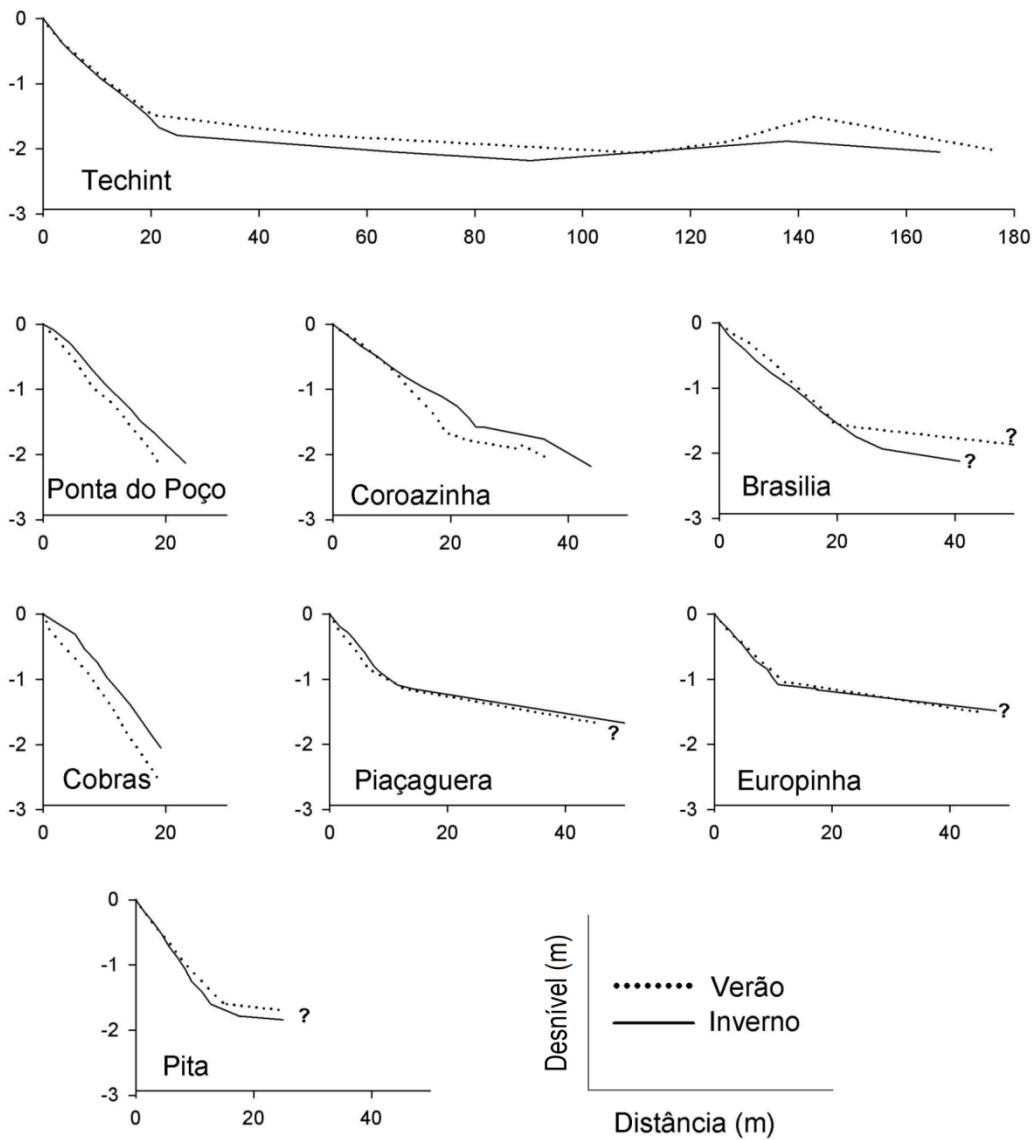 0
-1
-2
-3
Techint
0 20 40 60 80 100 120 140 160 180
0
-1
-2
-3
Ponta do Poço
0 20
0
-1
-2
-3
Coroazinha
0 20 40
0
-1
-2
-3
?
?
Brasilia
0 20 40
0
-1
-2
-3
Cobras
0 20
0
-1
-2
-3
?
Piaçaguera
0 20 40
0
-1
-2
-3
?
Europinha
0 20 40
0
-1
-2
-3
?
Pita
0 20 40
Desnível (m)
Verão
Inverno
Distância (m)